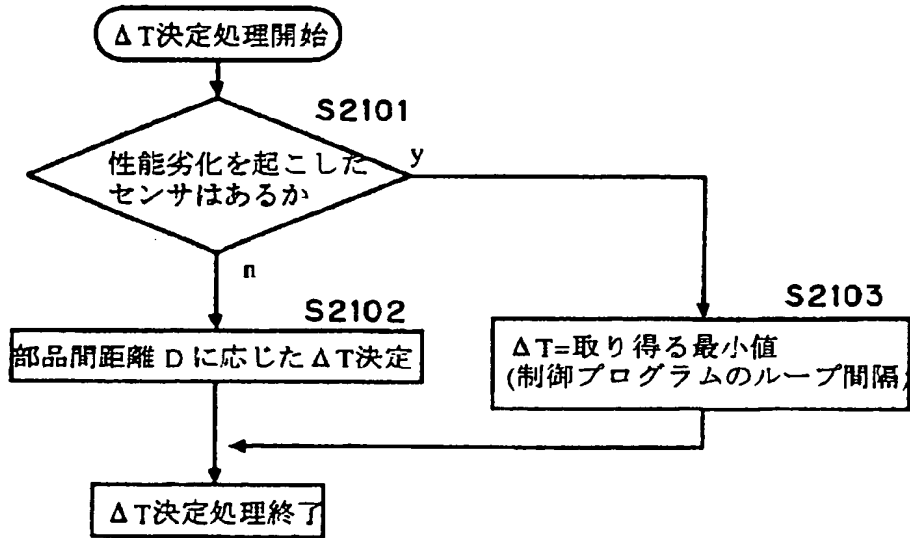 ΔT決定処理開始
S2101
性能劣化を起こした
センサはあるか
y
n
S2102
部品間距離Dに応じたΔT決定
S2103
ΔT=取り得る最小値
(制御プログラムのループ間隔)
ΔT決定処理終了